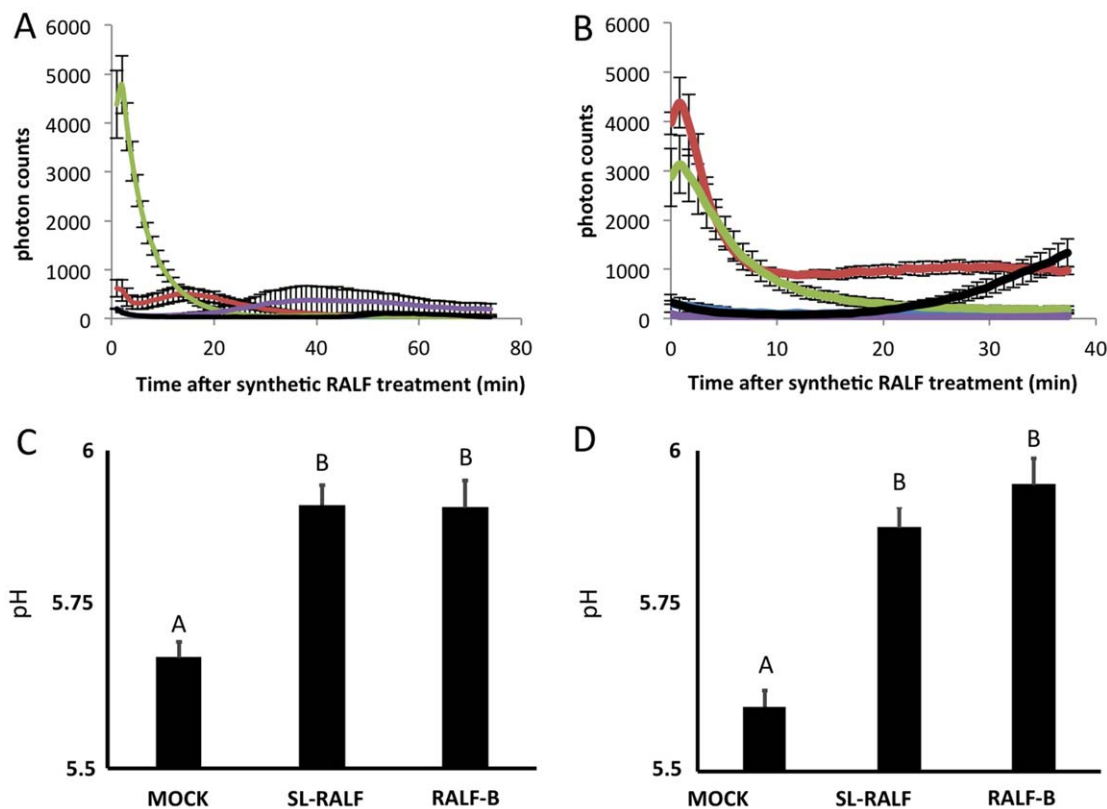 A
6000
5000
4000
3000
2000
1000
0
photon counts
0 20 40 60 80
Time after synthetic RALF treatment (min)
B
6000
5000
4000
3000
2000
1000
0
photon counts
0 10 20 30 40
Time after synthetic RALF treatment (min)
C
6
5.75
5.5
pH
A
B
B
MOCK SL-RALF RALF-B
D
6
5.75
5.5
pH
A
B
B
MOCK SL-RALF RALF-B